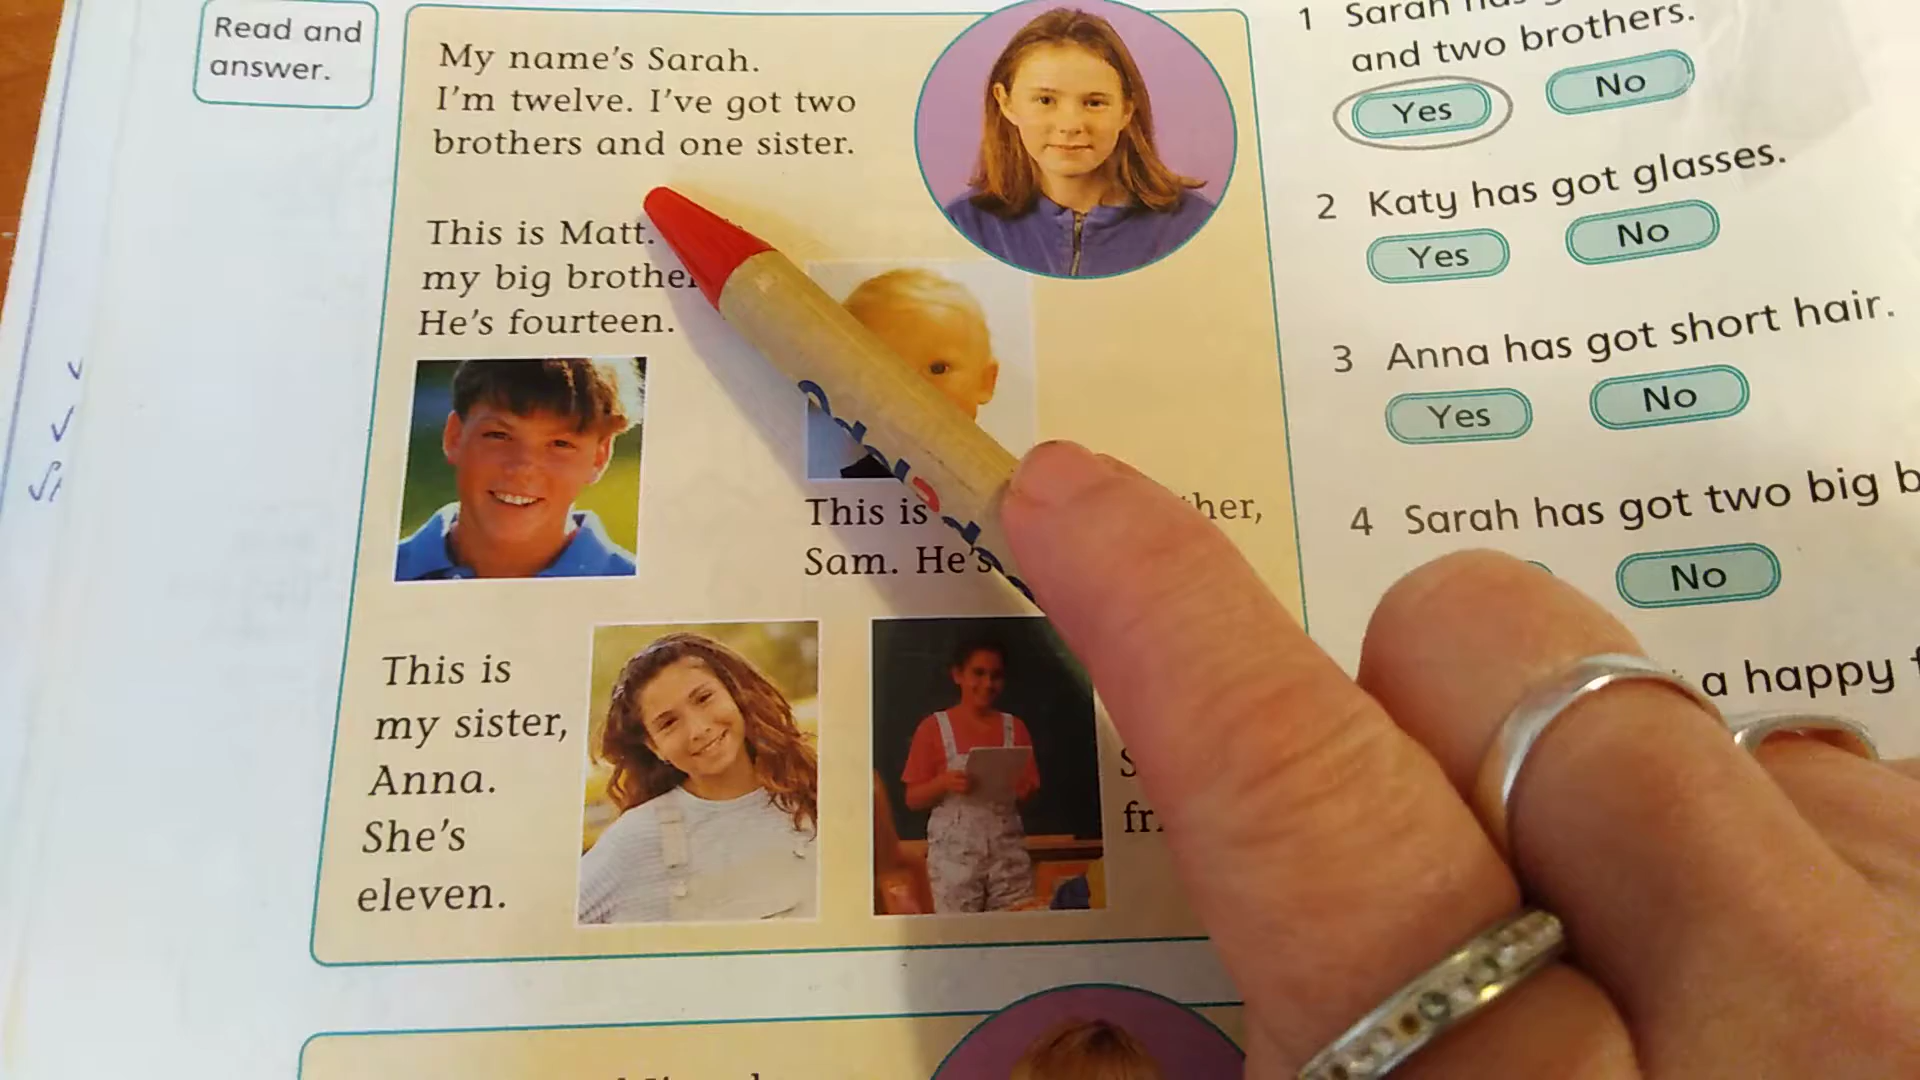 Read and
answer.
My name's Sarah.
I'm twelve. I've got two
brothers and one sister.
This is Matt.
my big brother
He's fourteen.
This is
Sam. He's
This is
my sister,
Anna.
She's
eleven.
1 Sarah
and two brothers.
Yes No
2 Katy has got glasses.
Yes No
3 Anna has got short hair.
Yes No
4 Sarah has got two big
No
a happy